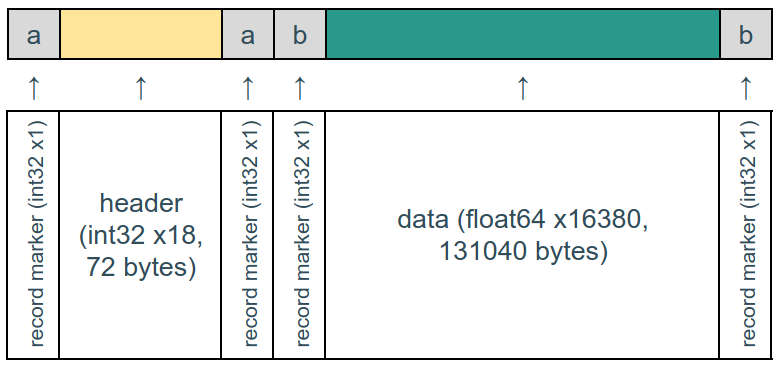 a
a
b
b
record marker (int32 x1)
header
(int32 x18,
72 bytes)
record marker (int32 x1)
record marker (int32 x1)
data (float64 x16380,
131040 bytes)
record marker (int32 x1)